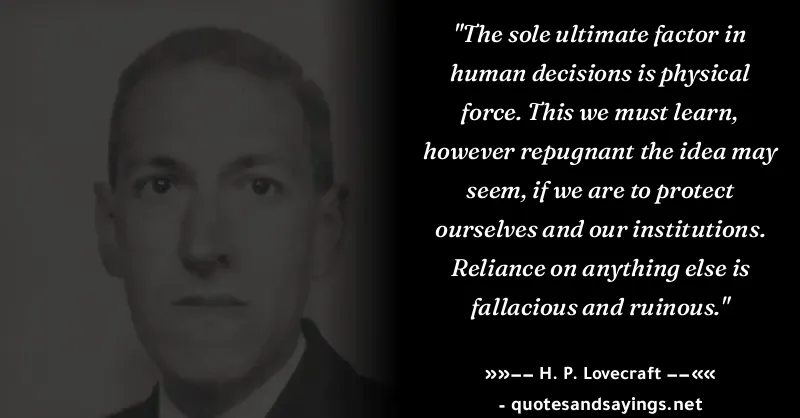 "The sole ultimate factor in
human decisions is physical
force. This we must learn,
however repugnant the idea may
seem, if we are to protect
ourselves and our institutions.
Reliance on anything else is
fallacious and ruinous."
»»−− H. P. Lovecraft −−««
- quotesandsayings.net